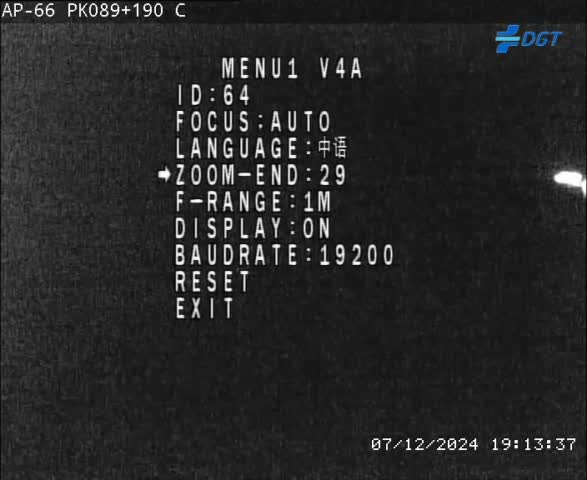 AP-66 PK089+190 C
DGT
MENU1 V4A
ID:64
FOCUS:AUTO
LANGUAGE:中语
ZOOM-END:29
F-RANGE:1M
DISPLAY:ON
BAUDRATE:19200
RESET
EXIT
07/12/2024 19:13:37